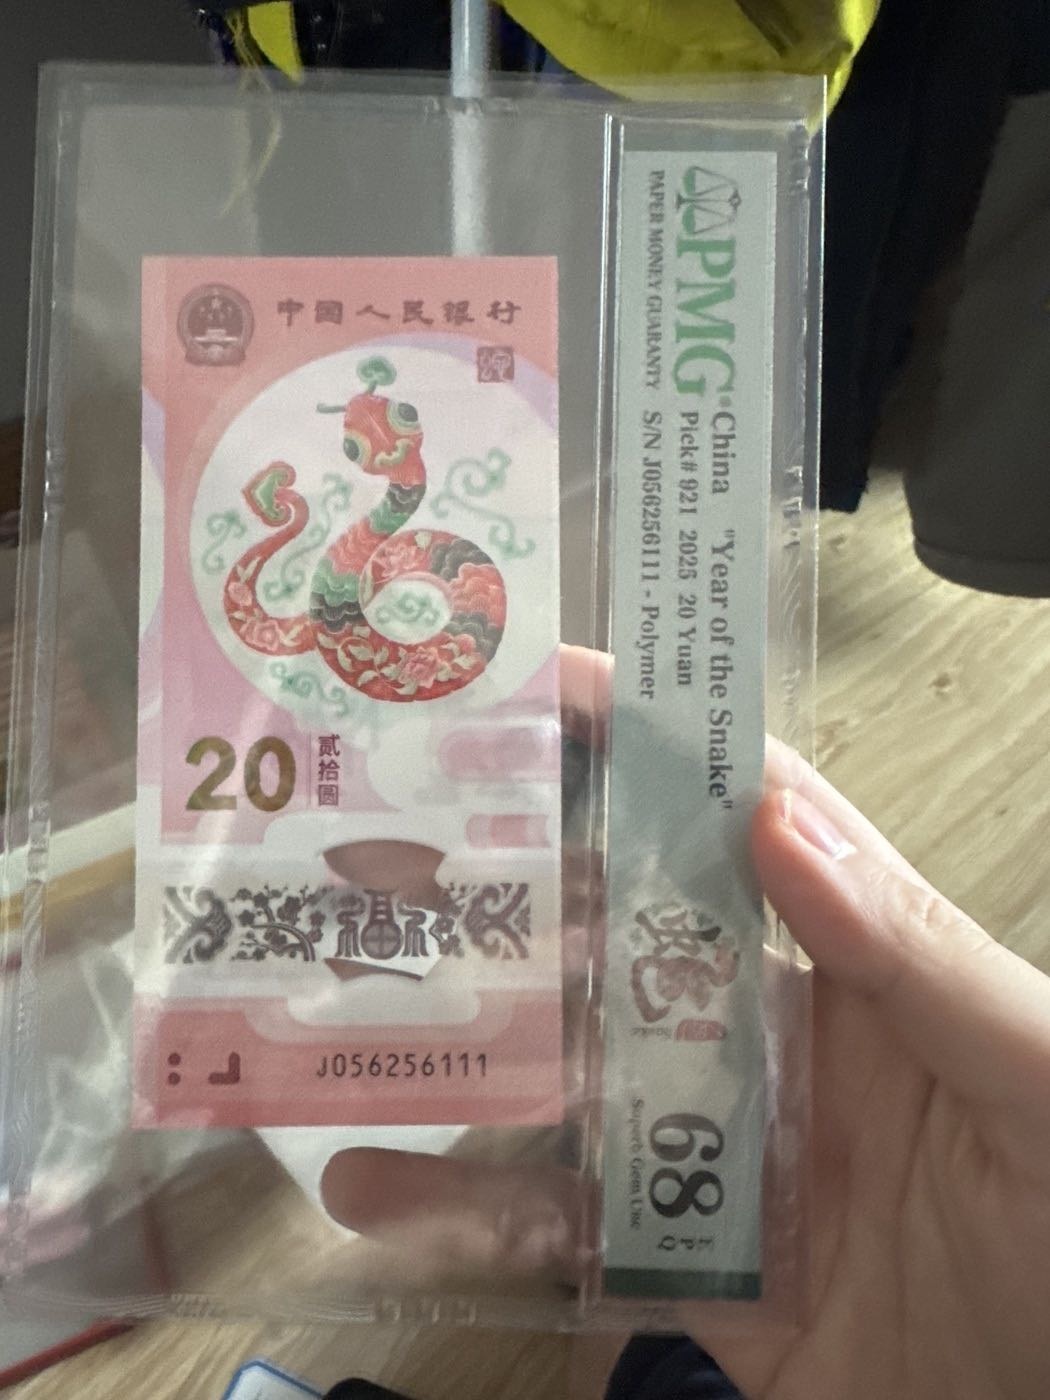 中国人民银行
20
贰拾圆
J056256111
PMG
PAPER MONEY GUARANTY
China "Year of the Snake"
Pick# 921 2025 20 Yuan
S/N J056256111 - Polymer
68
EPQ
Superb Gem Unc